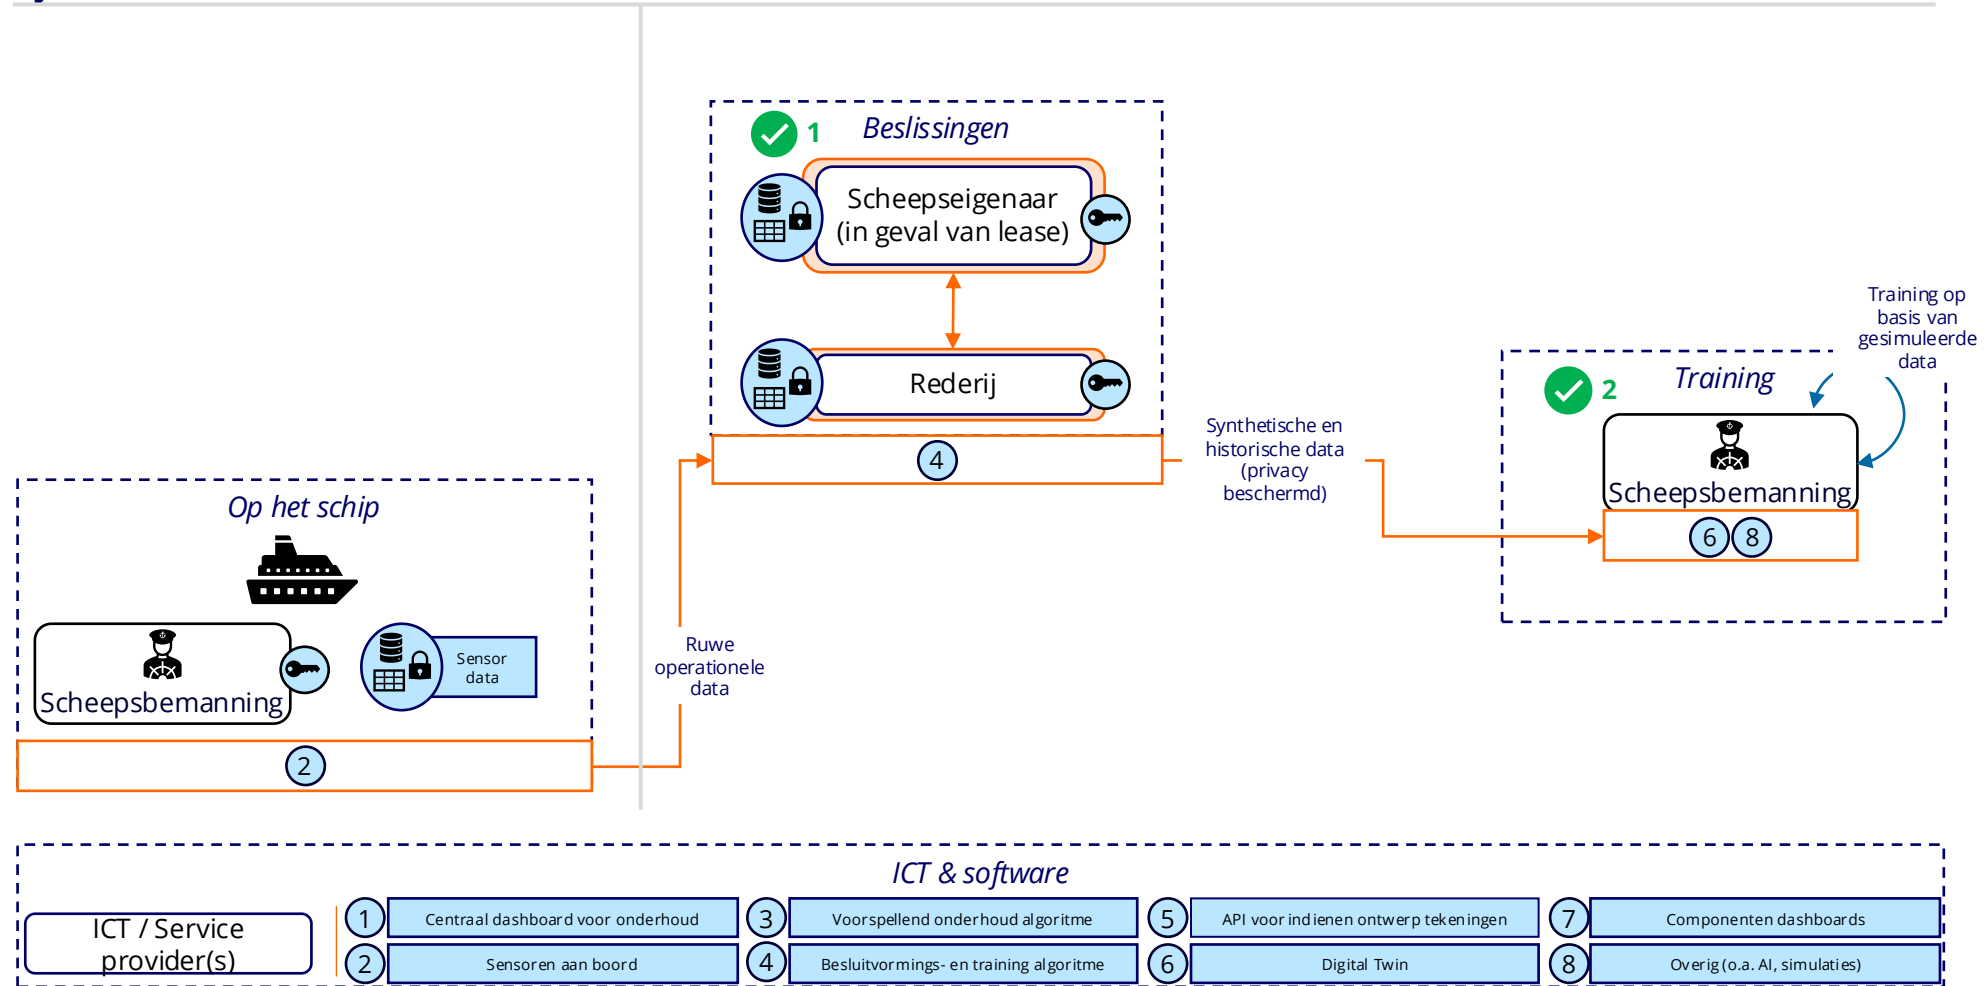 1
Beslissingen
Scheepseigenaar
(in geval van lease)
Rederij
4
Synthetische en
historische data
(privacy
beschermd)
Training op
basis van
gesimuleerde
data
2
Training
Scheepsbemanning
6 8
Op het schip
Scheepsbemanning
Sensor
data
2
Ruwe
operationele
data
ICT & software
ICT / Service
provider(s)
1 Centraal dashboard voor onderhoud
2 Sensoren aan boord
3 Voorspellend onderhoud algoritme
4 Besluitvormings- en training algoritme
5 API voor indienen ontwerp tekeningen
6 Digital Twin
7 Componenten dashboards
8 Overig (o.a. AI, simulaties)